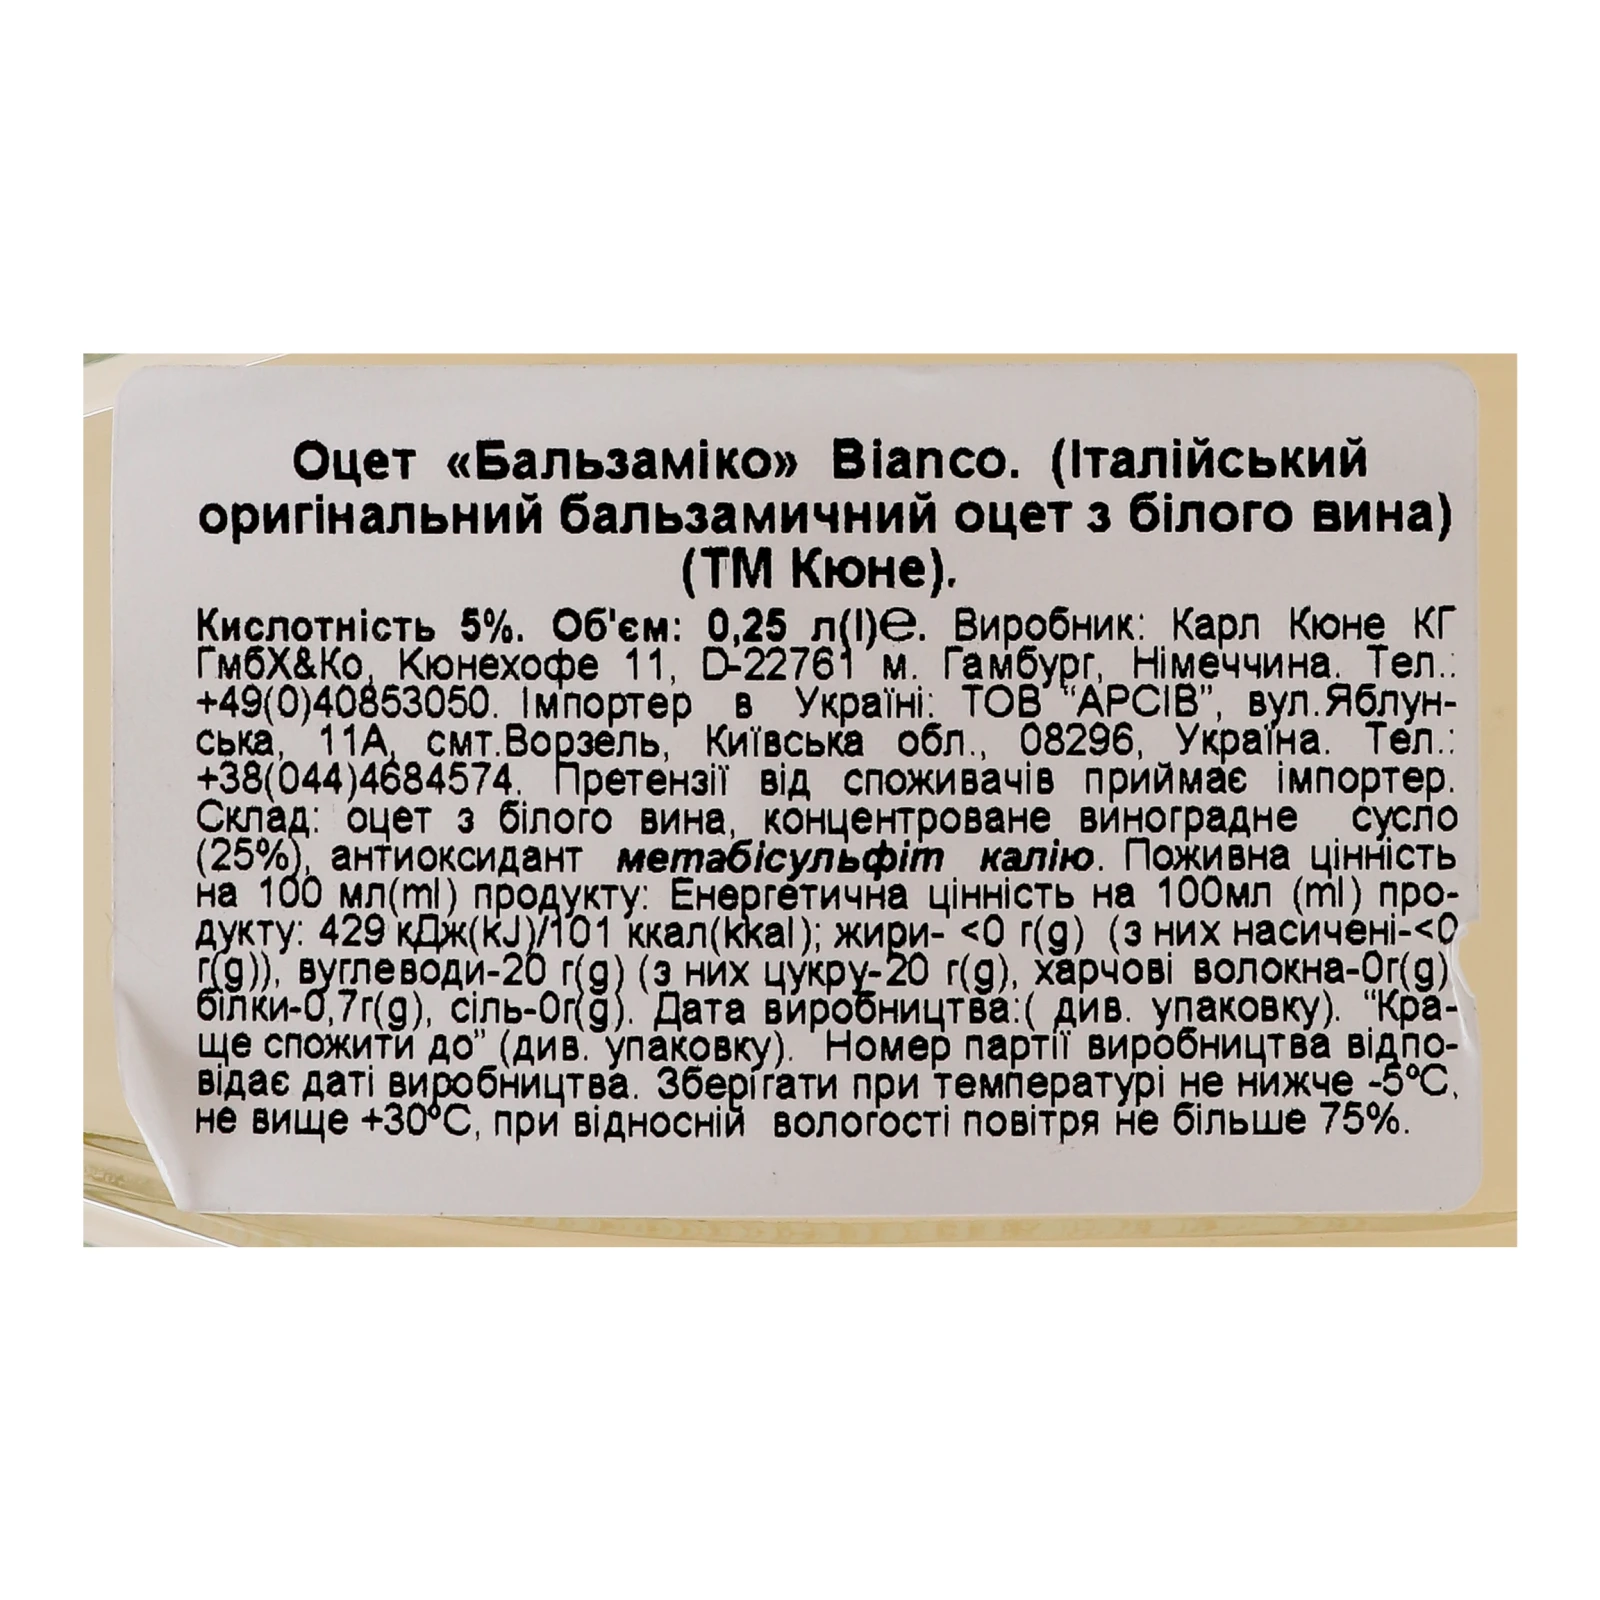 Оцет «Бальзаміко» Bianco. (Італійський
оригінальний бальзамичний оцет з білого вина)
(ТМ Кюне).
Кислотність 5%. Об'єм: 0,25 л(l)℮. Виробник: Карл Кюне КГ
ГмбХ&Ко, Кюнехофе 11, D-22761 м. Гамбург, Німеччина. Тел.:
+49(0)40853050. Імпортер в Україні: ТОВ "АРСІВ", вул.Яблун-
ська, 11А, смт.Ворзель, Київська обл., 08296, Україна. Тел.:
+38(044)4684574. Претензії від споживачів приймає імпортер.
Склад: оцет з білого вина, концентроване виноградне сусло
(25%), антиоксидант метабісульфіт калію. Поживна цінність
на 100 мл(ml) продукту: Енергетична цінність на 100мл (ml) про-
дукту: 429 кДж(kJ)/101 ккал(kkal); жири- <0 г(g) (з них насичені-<0
г(g)), вуглеводи-20 г(g) (з них цукру-20 г(g), харчові волокна-0г(g)
білки-0,7г(g), сіль-0г(g). Дата виробництва:( див. упаковку). "Кра-
ще спожити до" (див. упаковку). Номер партії виробництва відпо-
відає даті виробництва. Зберігати при температурі не нижче -5°С,
не вище +30°С, при відносній вологості повітря не більше 75%.